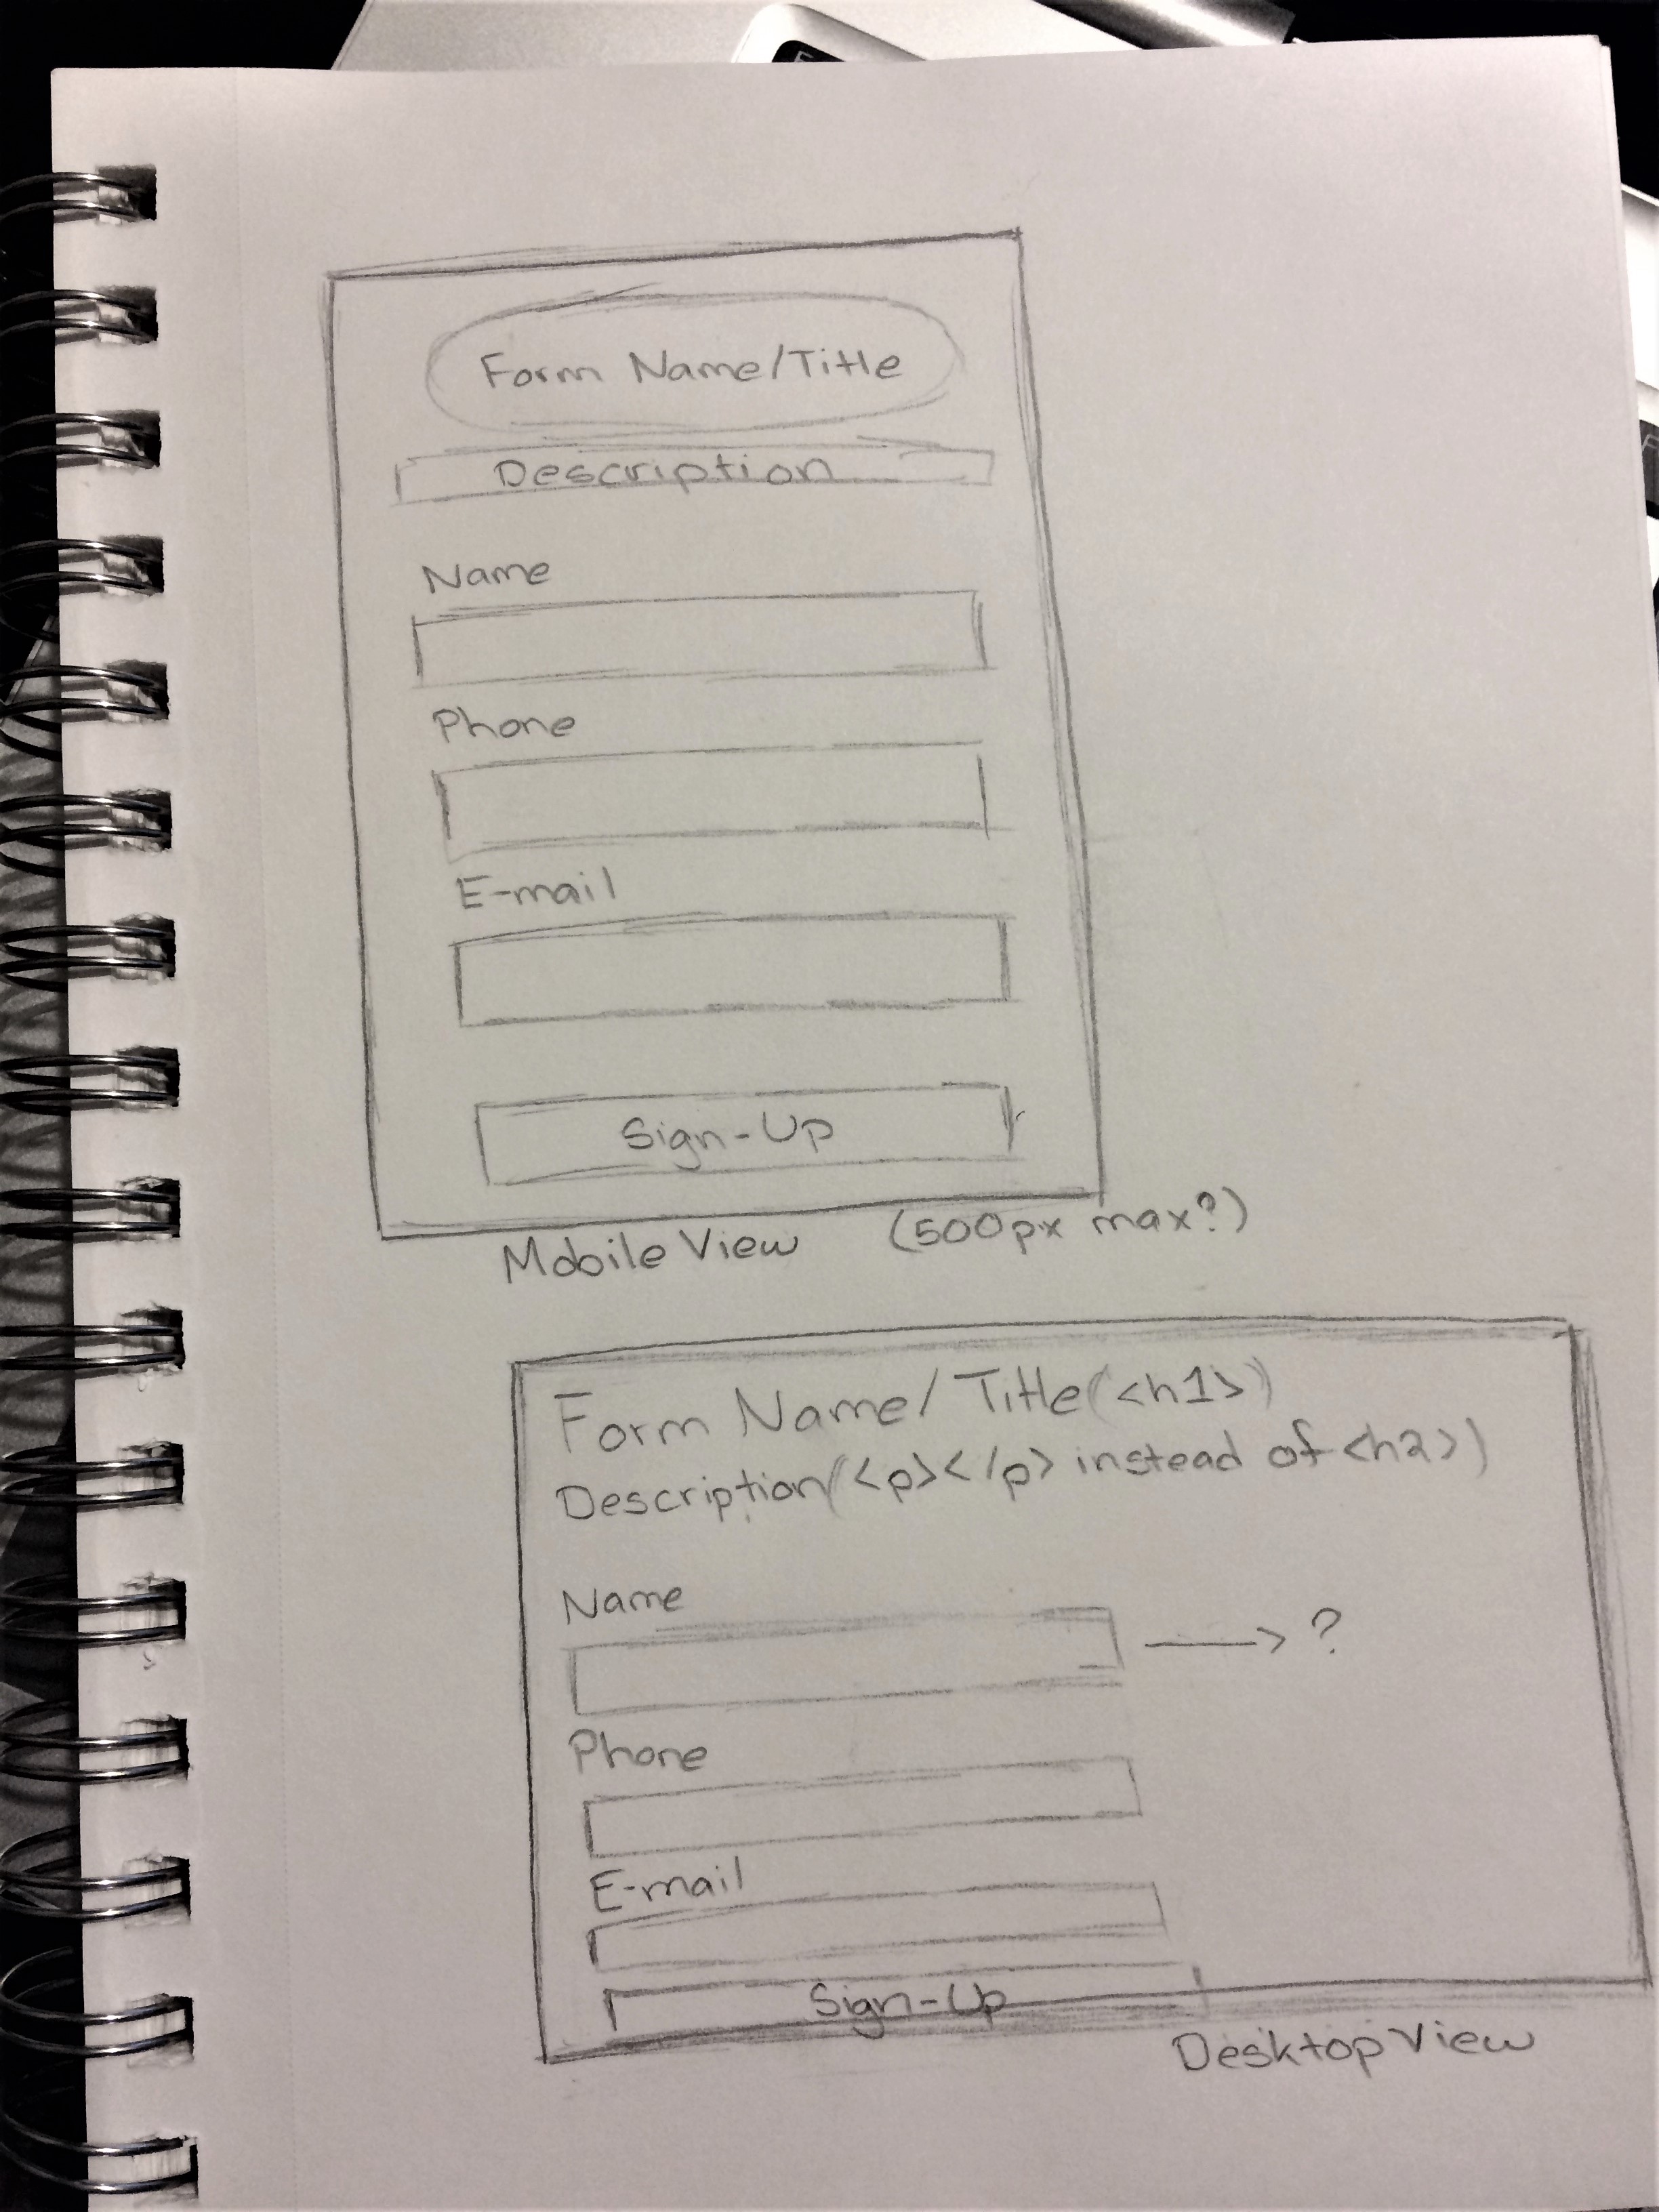 Form Name/Title
Description
Name
Phone
E-mail
Sign-Up
Mobile View (500px max?)
Form Name/Title(<h1>)
Description(<p></p> instead of <h2>)
Name
——> ?
Phone
E-mail
Sign-Up
Desktop View